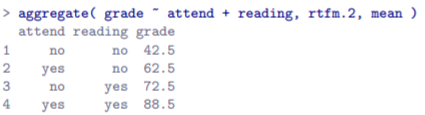 > aggregate( grade ~ attend + reading, rtfm.2, mean )
attend reading grade
1 no no 42.5
2 yes no 62.5
3 no yes 72.5
4 yes yes 88.5